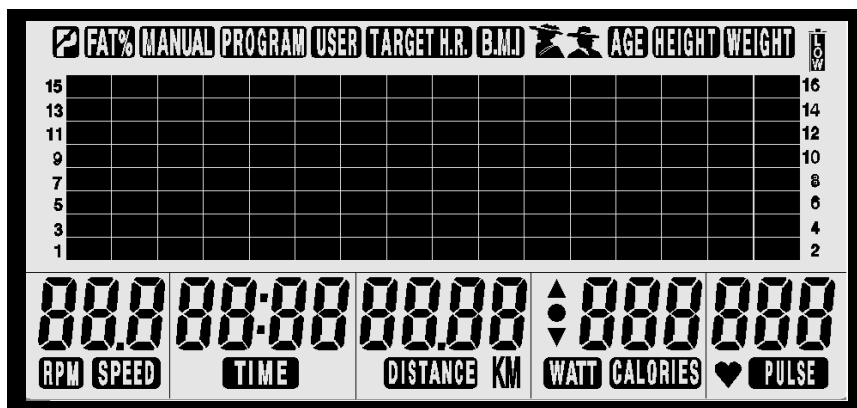 P FAT% MANUAL PROGRAM USER TARGET H.R. B.M.I AGE HEIGHT WEIGHT LOW
15 16
13 14
11 12
9 10
7 8
5 6
3 4
1 2
88.8 88:88 88.88 888 888
RPM SPEED TIME DISTANCE KM WATT CALORIES PULSE